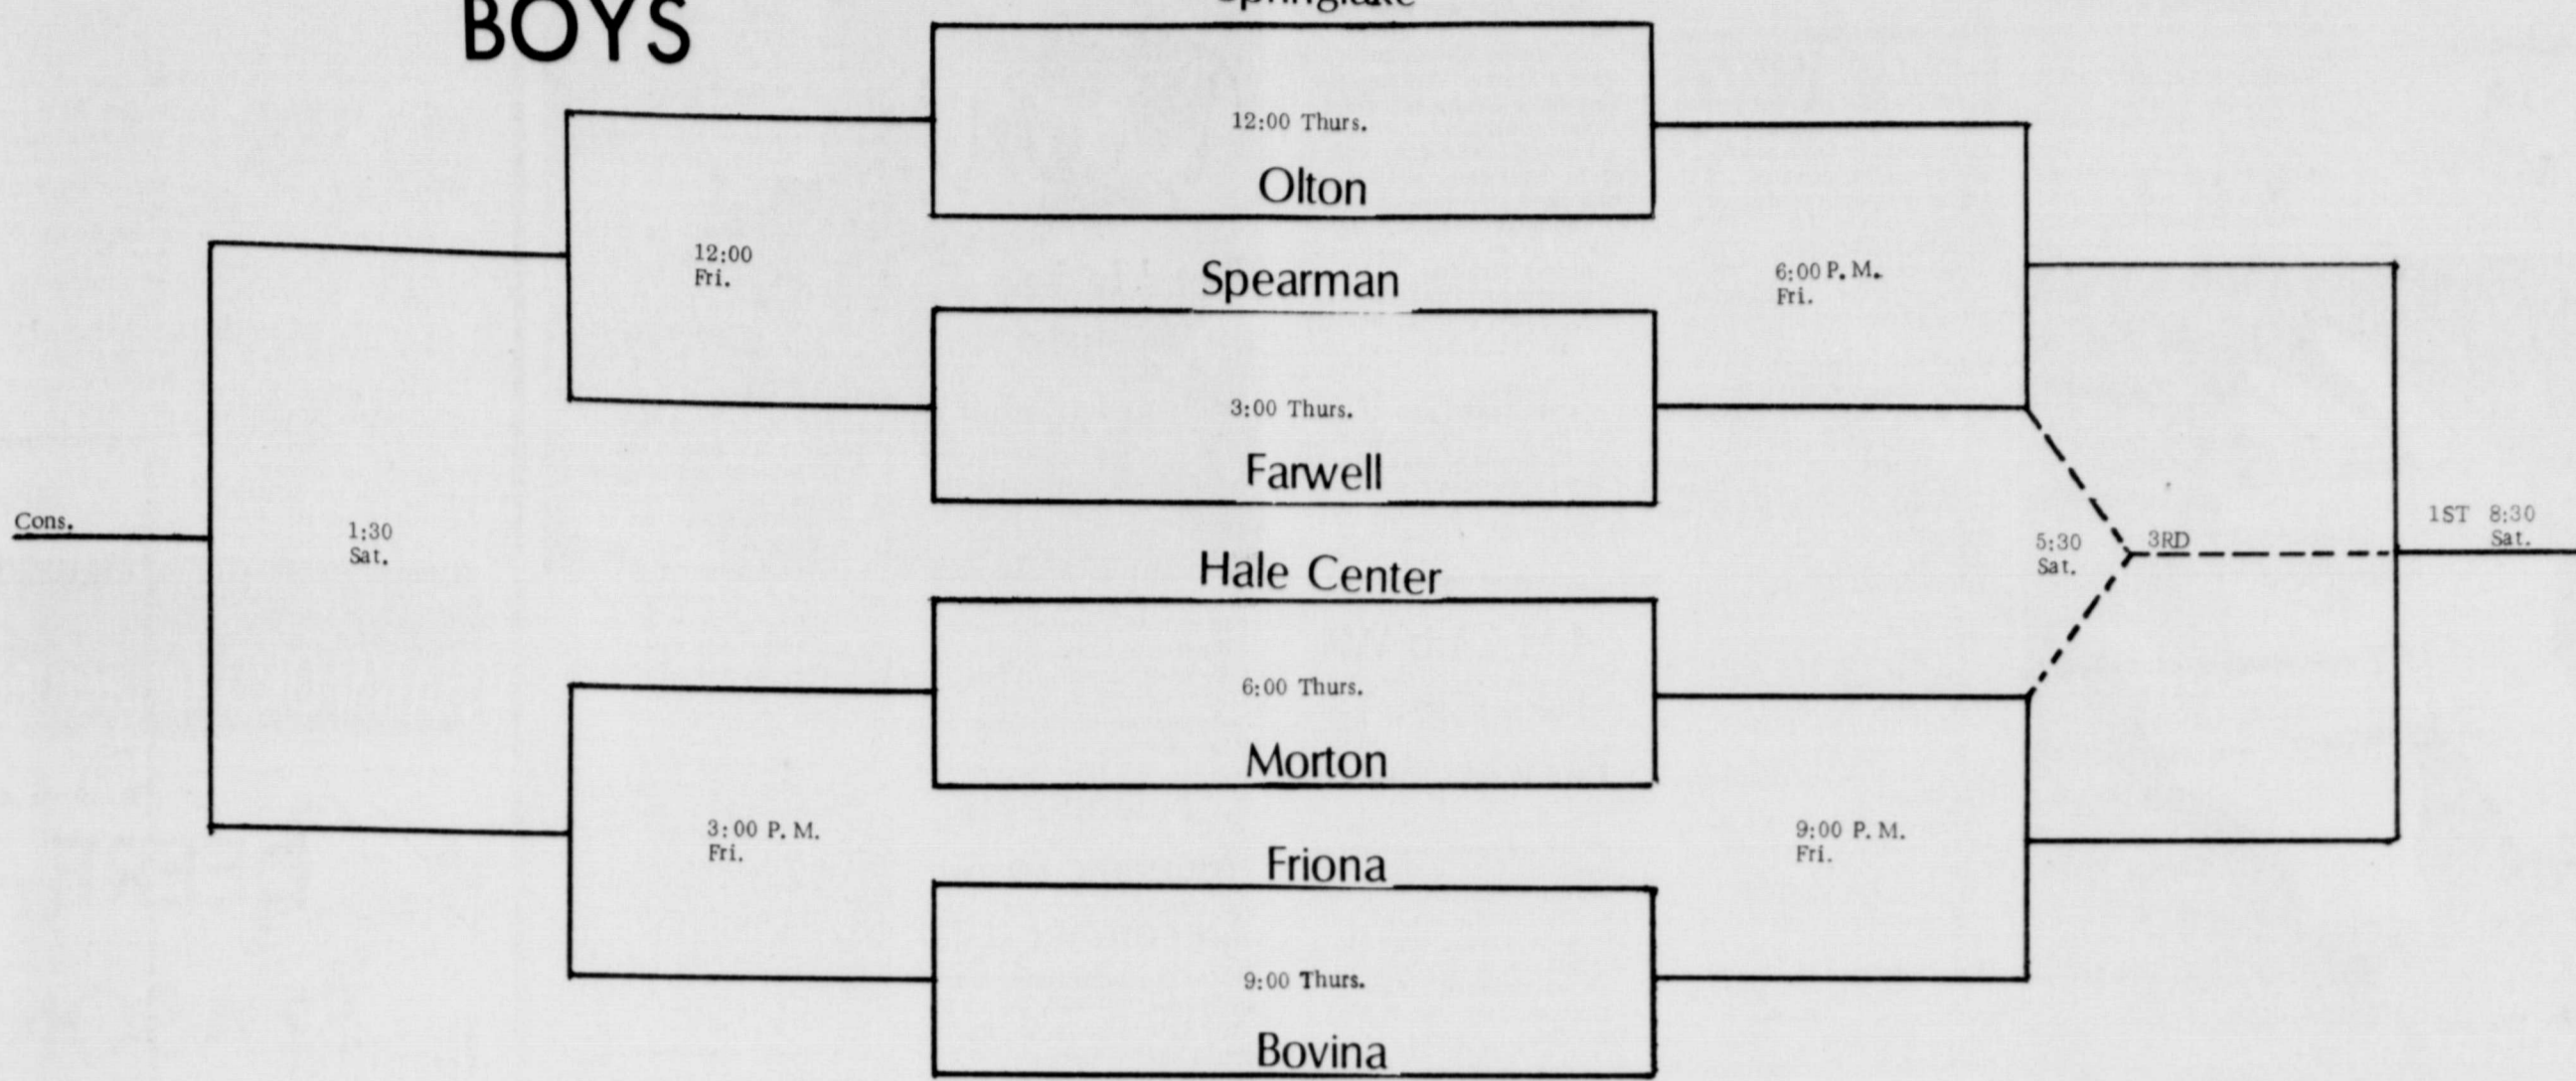 BOYS
Springlake
12:00 Thurs.
Olton
12:00
Fri.
Spearman
6:00 P. M.
Fri.
3:00 Thurs.
Farwell
Cons.
1:30
Sat.
Hale Center
5:30
Sat.
3RD
1ST 8:30
Sat.
6:00 Thurs.
Morton
3:00 P. M.
Fri.
Friona
9:00 P. M.
Fri.
9:00 Thurs.
Bovina